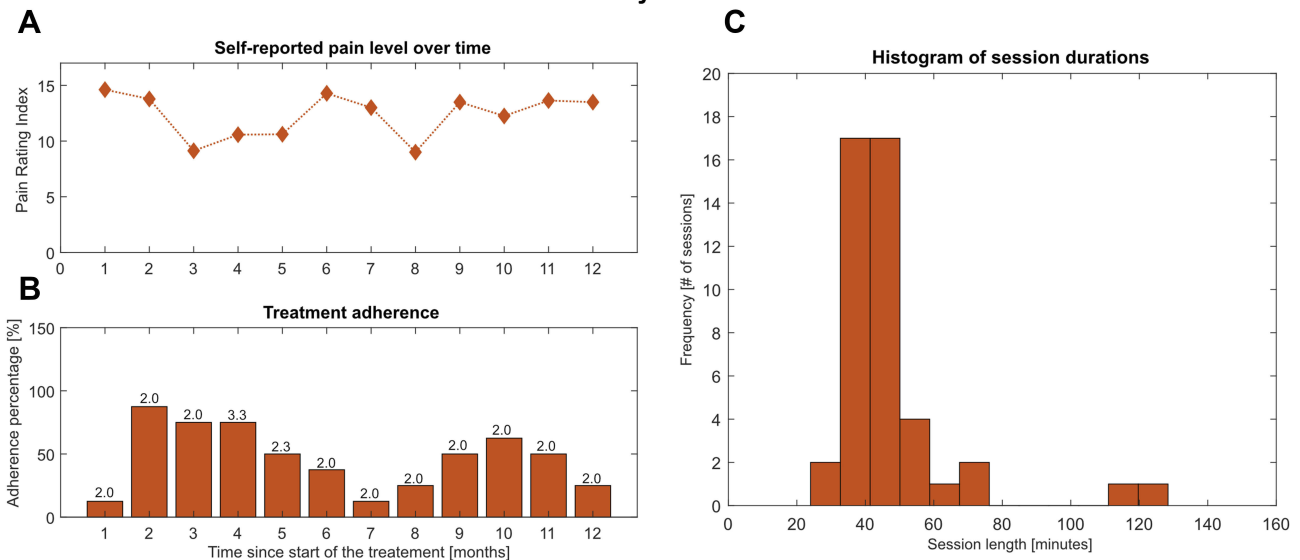 A
Self-reported pain level over time
Pain Rating Index
15
10
5
0
0 1 2 3 4 5 6 7 8 9 10 11 12
B
Treatment adherence
Adherence percentage [%]
150
100
50
0
2.0 2.0 2.0 3.3 2.3 2.0 2.0 2.0 2.0 2.0 2.0 2.0
1 2 3 4 5 6 7 8 9 10 11 12
Time since start of the treatement [months]
C
Histogram of session durations
Frequency [# of sessions]
20
18
16
14
12
10
8
6
4
2
0
0 20 40 60 80 100 120 140 160
Session length [minutes]